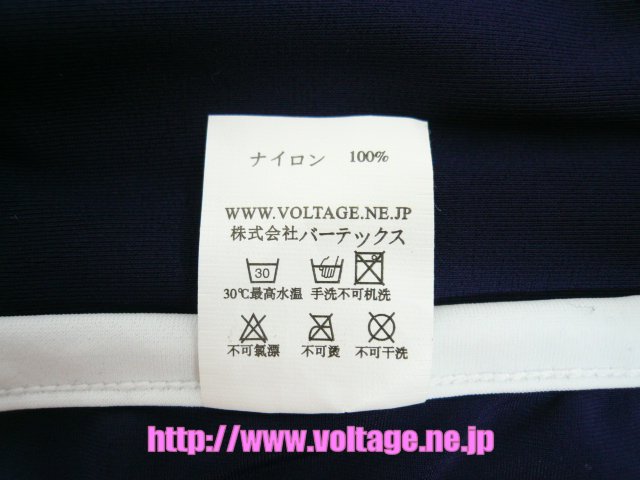 ナイロン 100%
WWW.VOLTAGE.NE.JP
株式会社バーテックス
30
30℃最高水温 手洗不可机洗
不可氯漂 不可烫 不可干洗
http://www.voltage.ne.jp